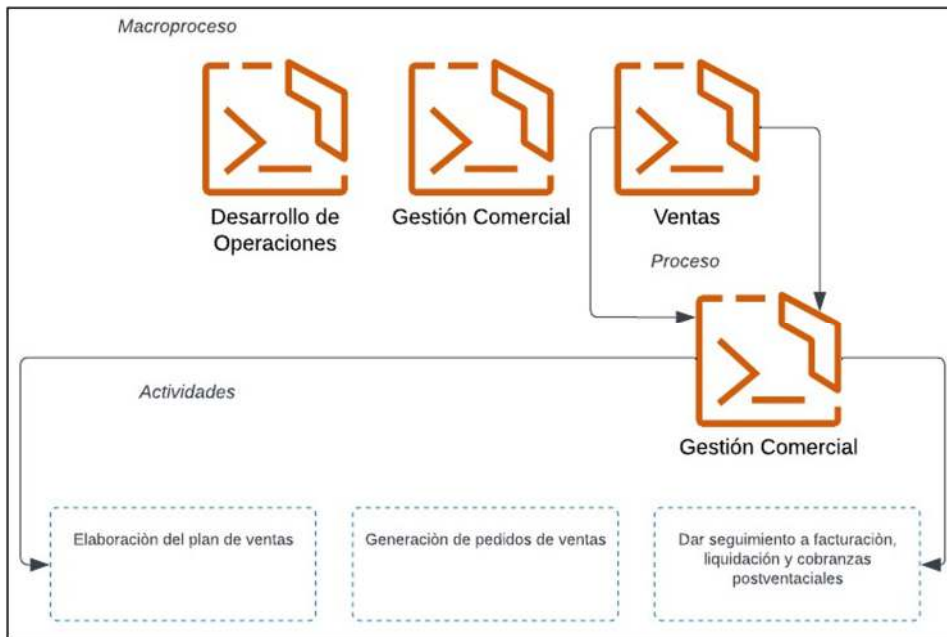 Macroproceso
Desarrollo de
Operaciones
Gestión Comercial
Ventas
Proceso
Actividades
Gestión Comercial
Elaboraciòn del plan de ventas
Generaciòn de pedidos de ventas
Dar seguimiento a facturaciòn,
liquidación y cobranzas
postventaciales